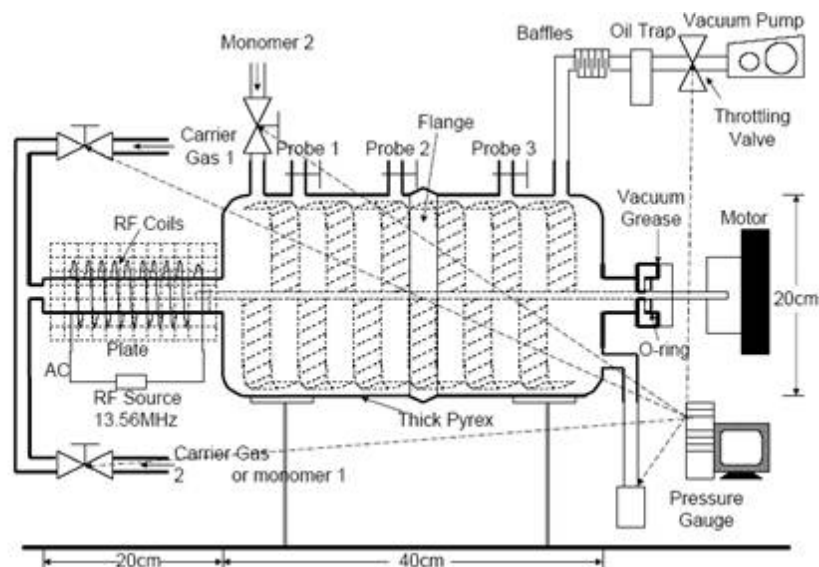 Monomer 2
Baffles
Oil Trap
Vacuum Pump
Throttling
Valve
Carrier
Gas 1
Probe 1
Probe 2
Flange
Probe 3
Vacuum
Grease
Motor
RF Coils
20cm
Plate
AC
RF Source
13.56MHz
O-ring
Thick Pyrex
Carrier Gas
2
or monomer 1
Pressure
Gauge
20cm
40cm